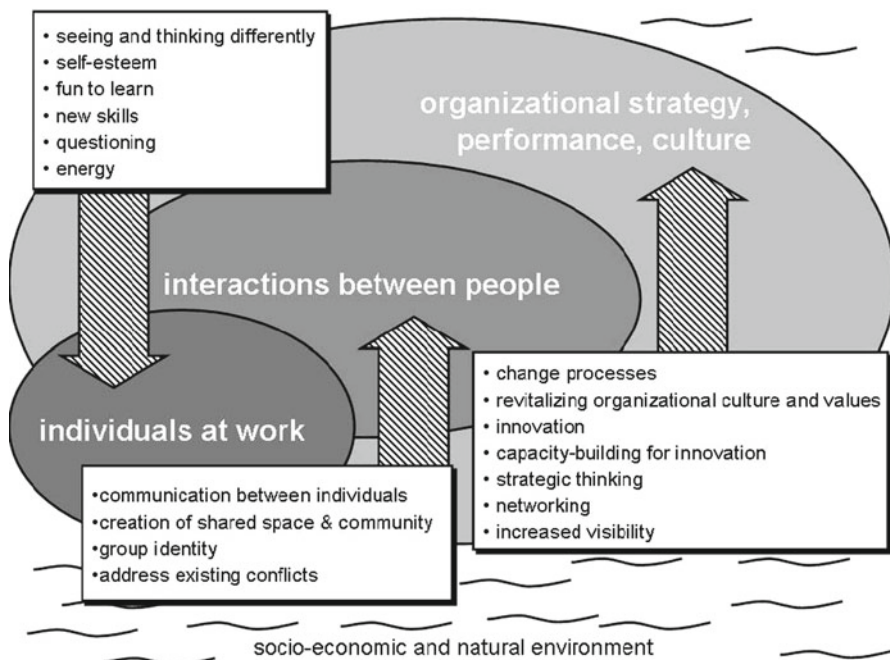 • seeing and thinking differently
• self-esteem
• fun to learn
• new skills
• questioning
• energy
organizational strategy,
performance, culture
interactions between people
individuals at work
• change processes
• revitalizing organizational culture and values
• innovation
• capacity-building for innovation
• strategic thinking
• networking
• increased visibility
•communication between individuals
•creation of shared space & community
•group identity
•address existing conflicts
socio-economic and natural environment